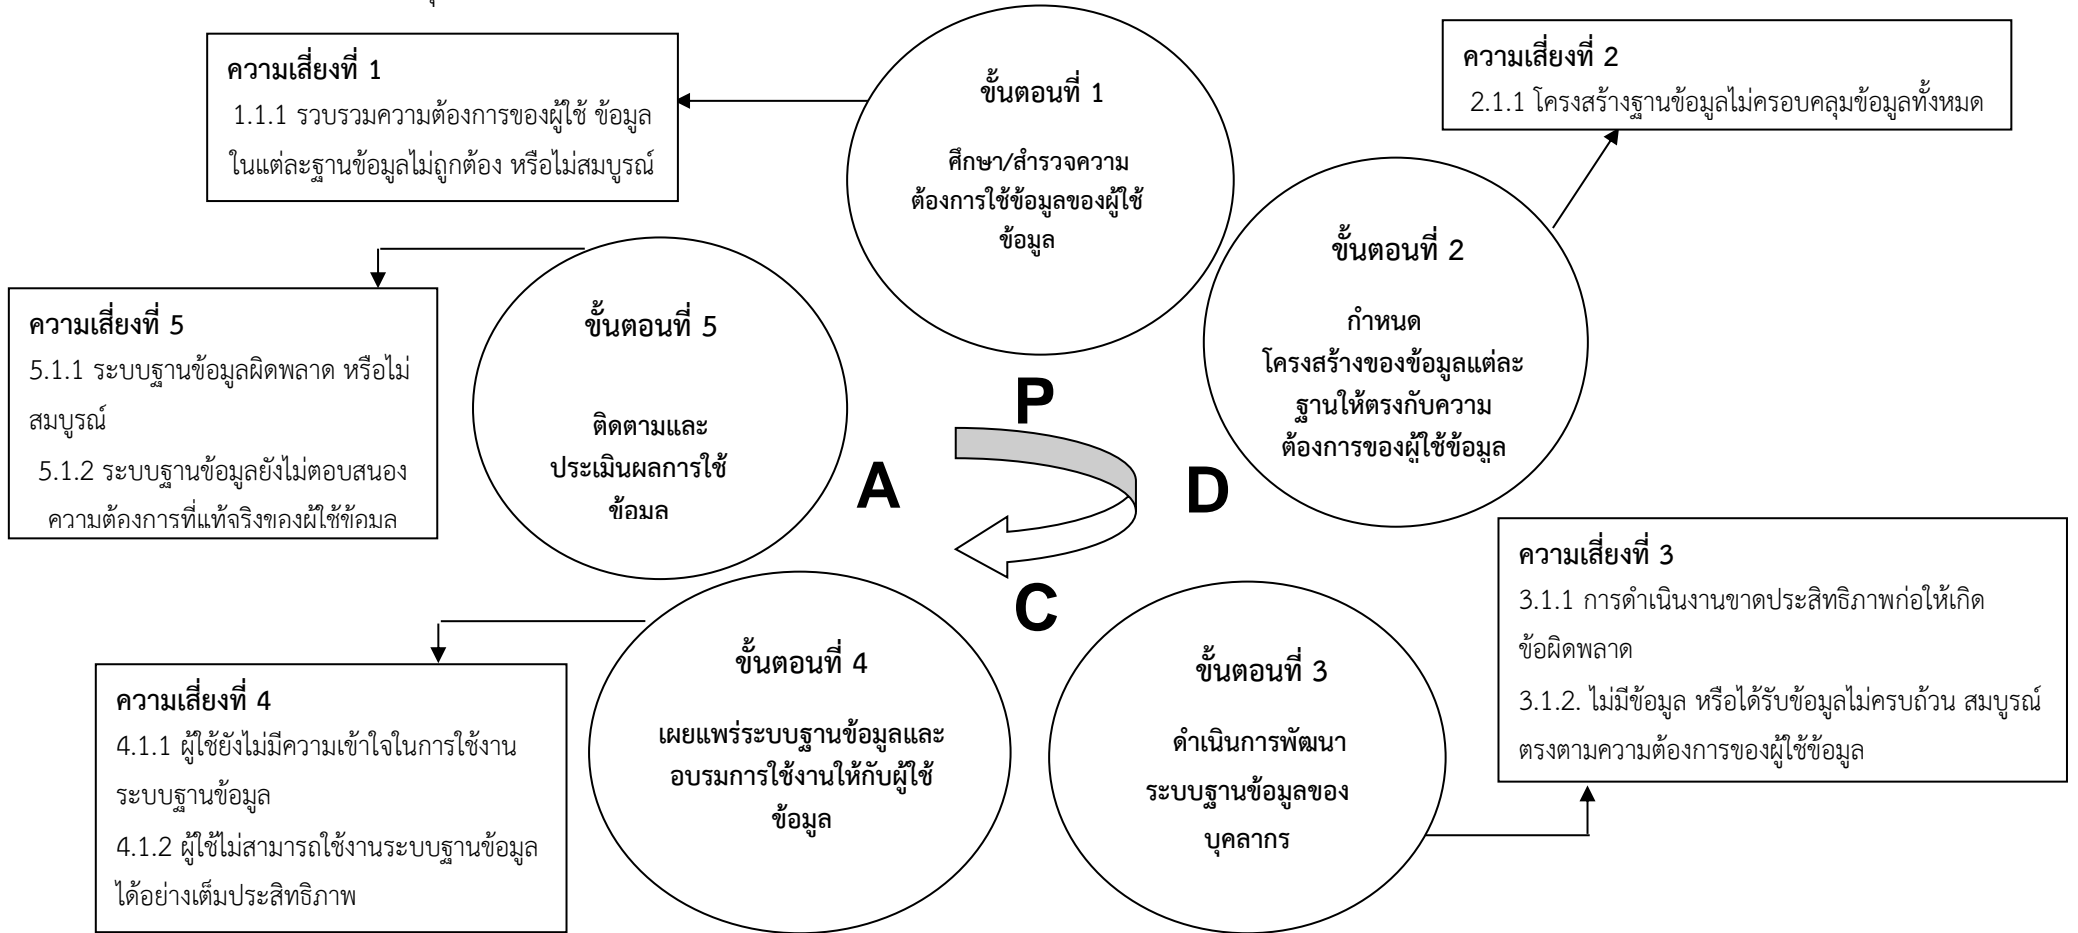 ความเสี่ยงที่ 1
1.1.1 รวบรวมความต้องการของผู้ใช้ ข้อมูล
ในแต่ละฐานข้อมูลไม่ถูกต้อง หรือไม่สมบูรณ์
ขั้นตอนที่ 1
ศึกษา/สำรวจความ
ต้องการใช้ข้อมูลของผู้ใช้
ข้อมูล
ความเสี่ยงที่ 2
2.1.1 โครงสร้างฐานข้อมูลไม่ครอบคลุมข้อมูลทั้งหมด
ขั้นตอนที่ 2
กำหนด
โครงสร้างของข้อมูลแต่ละ
ฐานให้ตรงกับความ
ต้องการของผู้ใช้ข้อมูล
ความเสี่ยงที่ 5
5.1.1 ระบบฐานข้อมูลผิดพลาด หรือไม่
สมบูรณ์
5.1.2 ระบบฐานข้อมูลยังไม่ตอบสนอง
ความต้องการที่แท้จริงของผู้ใช้ข้อมูล
ขั้นตอนที่ 5
ติดตามและ
ประเมินผลการใช้
ข้อมูล
P
A
D
C
ความเสี่ยงที่ 3
3.1.1 การดำเนินงานขาดประสิทธิภาพก่อให้เกิด
ข้อผิดพลาด
3.1.2. ไม่มีข้อมูล หรือได้รับข้อมูลไม่ครบถ้วน สมบูรณ์
ตรงตามความต้องการของผู้ใช้ข้อมูล
ขั้นตอนที่ 3
ดำเนินการพัฒนา
ระบบฐานข้อมูลของ
บุคลากร
ขั้นตอนที่ 4
เผยแพร่ระบบฐานข้อมูลและ
อบรมการใช้งานให้กับผู้ใช้
ข้อมูล
ความเสี่ยงที่ 4
4.1.1 ผู้ใช้ยังไม่มีความเข้าใจในการใช้งาน
ระบบฐานข้อมูล
4.1.2 ผู้ใช้ไม่สามารถใช้งานระบบฐานข้อมูล
ได้อย่างเต็มประสิทธิภาพ